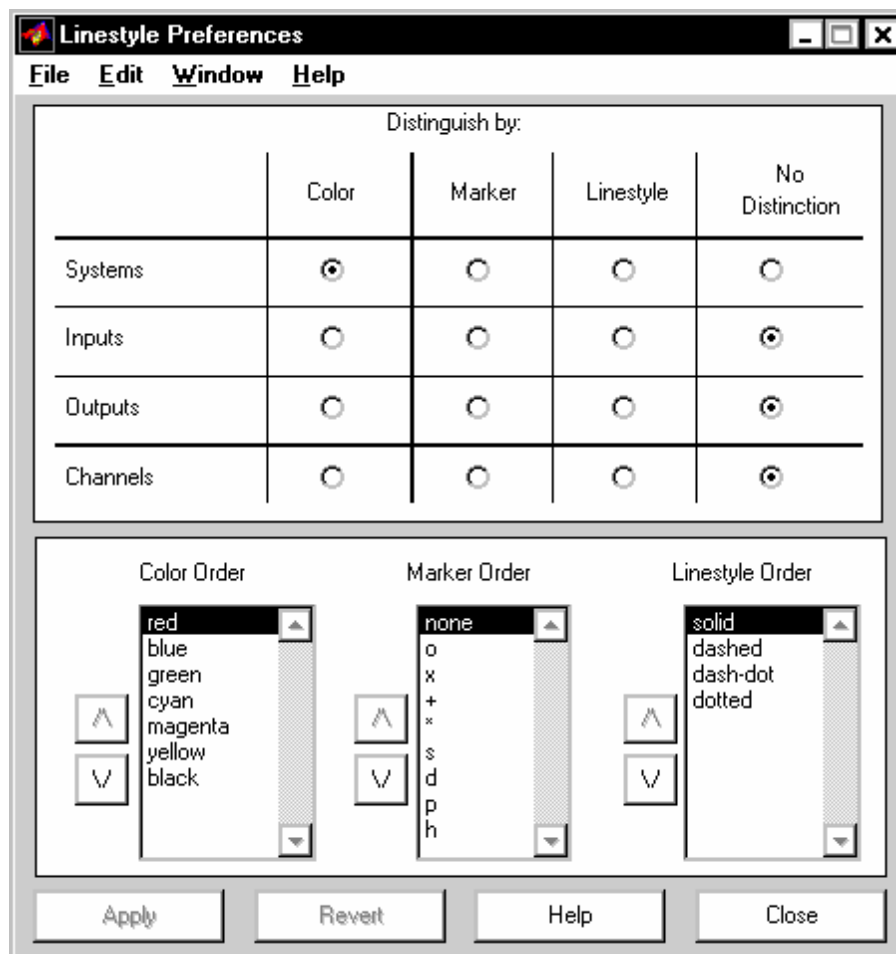 Linestyle Preferences
File Edit Window Help
Distinguish by:
Color Marker Linestyle No Distinction
Systems
Inputs
Outputs
Channels
Color Order
red
blue
green
cyan
magenta
yellow
black
Marker Order
none
o
x
+
*
s
d
p
h
Linestyle Order
solid
dashed
dash-dot
dotted
Apply Revert Help Close